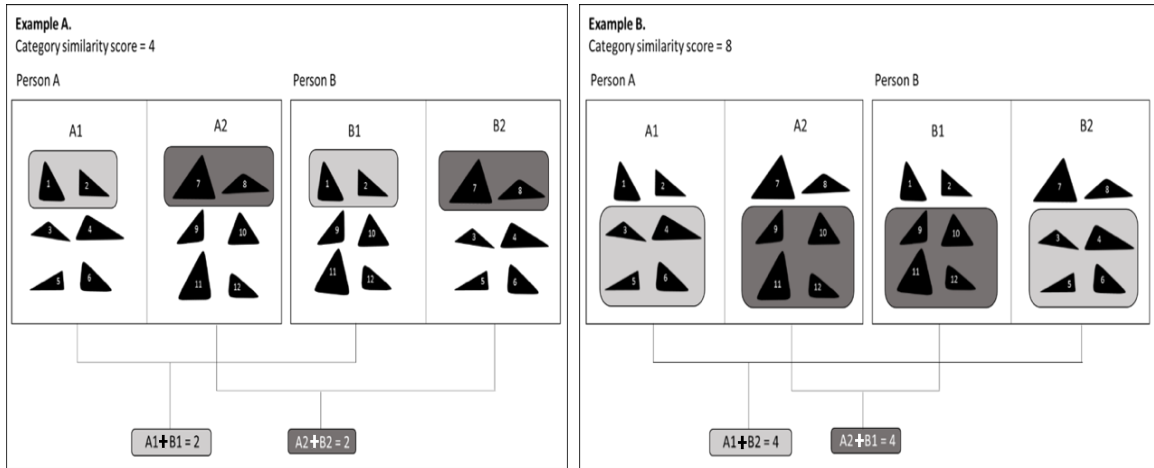 Example A.
Category similarity score = 4
Person A
Person B
A1
A2
B1
B2
1 2 7 8 1 2 7 8
3 4 9 10 9 10 3 4
5 6 11 12 11 12 5 6
A1+B1 = 2
A2+B2 = 2
Example B.
Category similarity score = 8
Person A
Person B
A1
A2
B1
B2
1 2 7 8 1 2 7 8
3 4 9 10 9 10 3 4
5 6 11 12 11 12 5 6
A1+B2 = 4
A2+B1 = 4